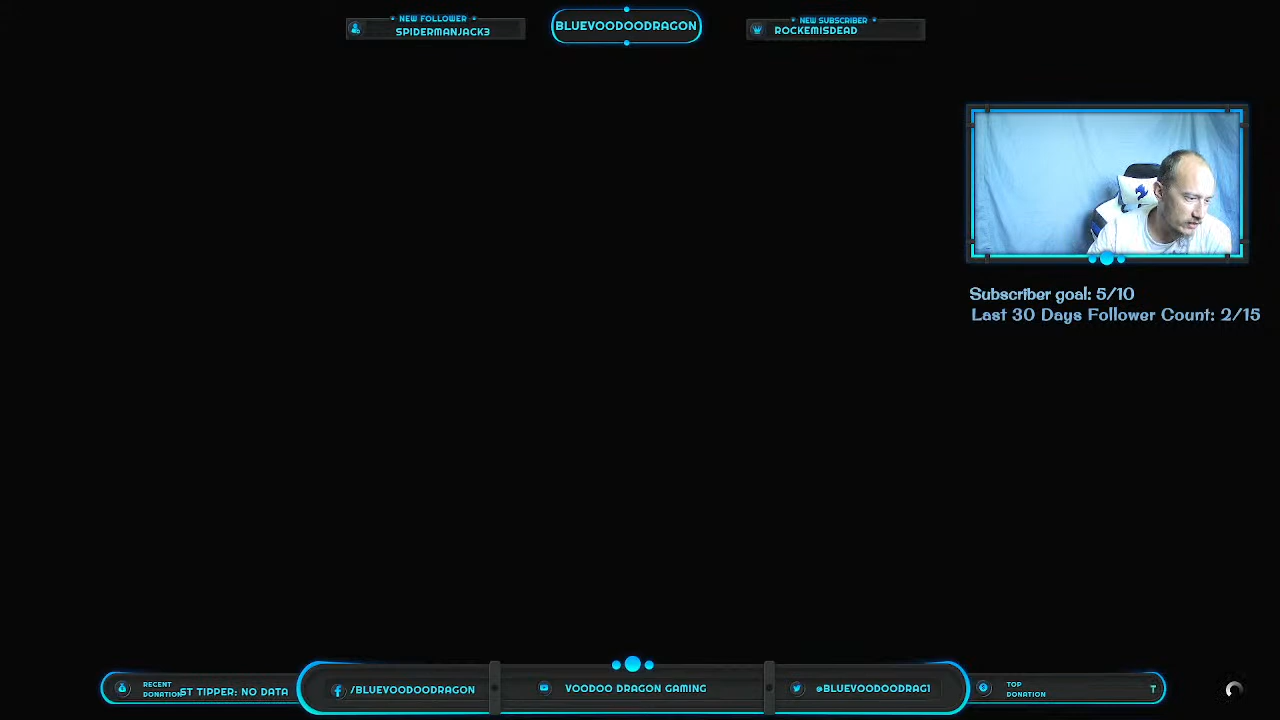 NEW FOLLOWER
SPIDERMANJACK3
BLUEVOODOODRAGON
NEW SUBSCRIBER
ROCKEMISDEAD
Subscriber goal: 5/10
Last 30 Days Follower Count: 2/15
RECENT
DONATION
ST TIPPER: NO DATA
/BLUEVOODOODRAGON
VOODOO DRAGON GAMING
@BLUEVOODOODRAG1
TOP
DONATION
T